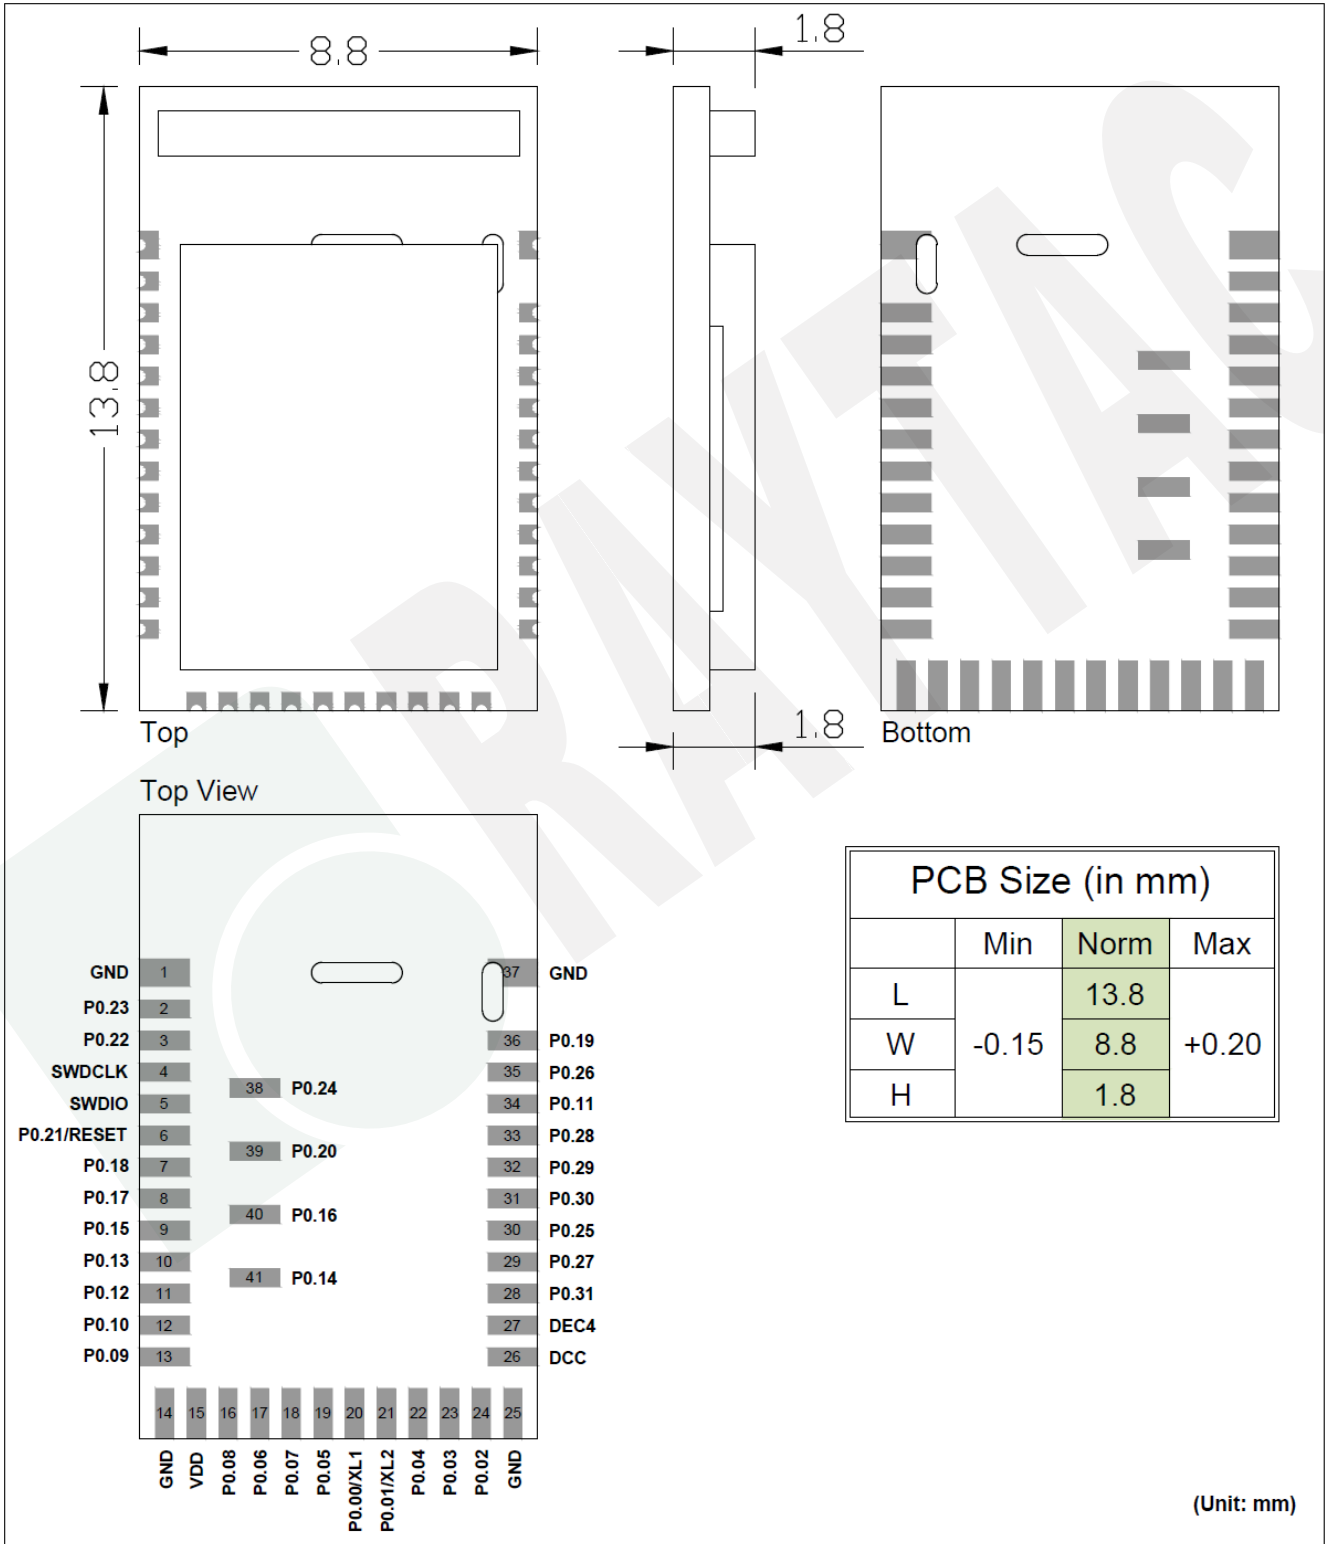 8.8
1.8
13.8
RAYTAC
Top
1.8
Bottom
Top View
PCB Size (in mm)
Min Norm Max
L 13.8
W -0.15 8.8 +0.20
H 1.8
GND 1 37 GND
P0.23 2
P0.22 3 36 P0.19
SWDCLK 4 35 P0.26
38 P0.24
SWDIO 5 34 P0.11
P0.21/RESET 6 33 P0.28
39 P0.20
P0.18 7 32 P0.29
P0.17 8 31 P0.30
40 P0.16
P0.15 9 30 P0.25
P0.13 10 29 P0.27
41 P0.14
P0.12 11 28 P0.31
P0.10 12 27 DEC4
P0.09 13 26 DCC
14 15 16 17 18 19 20 21 22 23 24 25
GND
VDD
P0.08
P0.06
P0.07
P0.05
P0.00/XL1
P0.01/XL2
P0.04
P0.03
P0.02
GND
(Unit: mm)